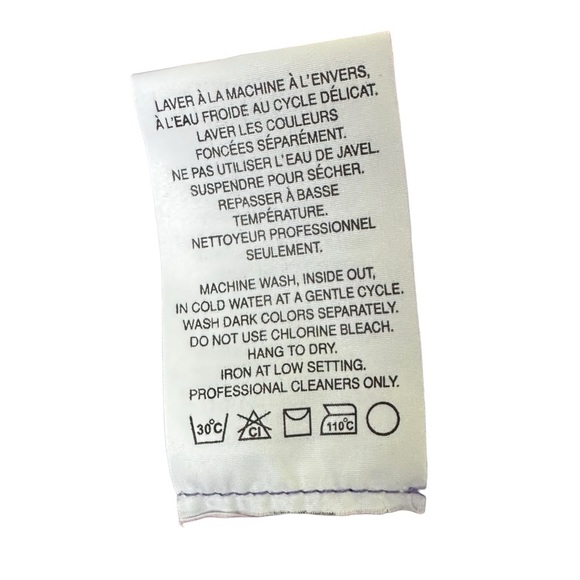 LAVER À LA MACHINE À L'ENVERS,
À L'EAU FROIDE AU CYCLE DÉLICAT.
LAVER LES COULEURS
FONCÉES SÉPARÉMENT.
NE PAS UTILISER L'EAU DE JAVEL.
SUSPENDRE POUR SÉCHER.
REPASSER À BASSE
TEMPÉRATURE.
NETTOYEUR PROFESSIONNEL
SEULEMENT.
MACHINE WASH, INSIDE OUT,
IN COLD WATER AT A GENTLE CYCLE.
WASH DARK COLORS SEPARATELY.
DO NOT USE CHLORINE BLEACH.
HANG TO DRY.
IRON AT LOW SETTING.
PROFESSIONAL CLEANERS ONLY.
30°C Cl 110°C